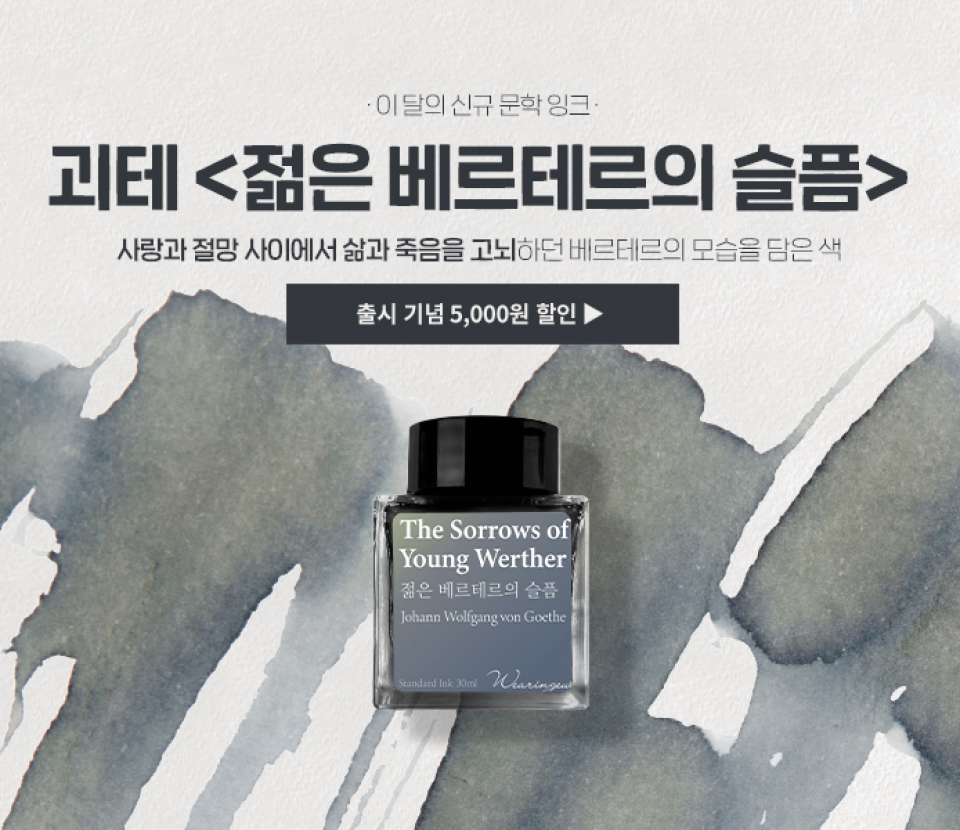 · 이 달의 신규 문학 잉크 ·
괴테 <젊은 베르테르의 슬픔>
사랑과 절망 사이에서 삶과 죽음을 고뇌하던 베르테르의 모습을 담은 색
출시 기념 5,000원 할인 ▶
The Sorrows of
Young Werther
젊은 베르테르의 슬픔
Johann Wolfgang von Goethe
Standard Ink 30ml Wearingeul